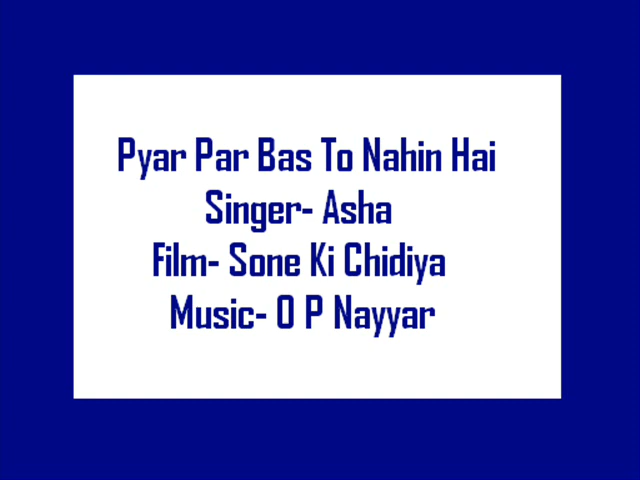 Pyar Par Bas To Nahin Hai
Singer- Asha
Film- Sone Ki Chidiya
Music- O P Nayyar